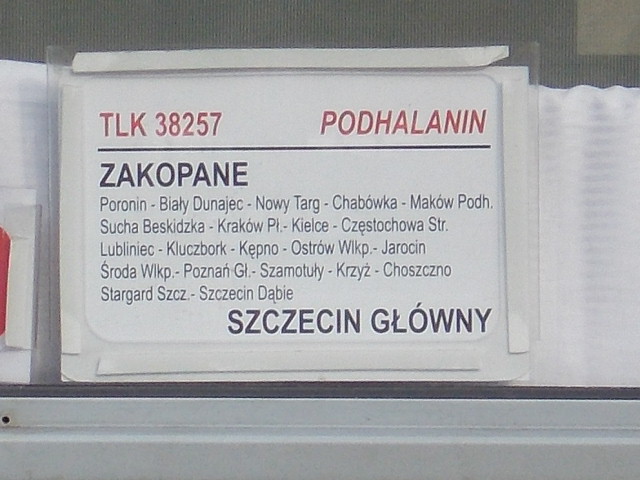 TLK 38257 PODHALANIN
ZAKOPANE
Poronin - Biały Dunajec - Nowy Targ - Chabówka - Maków Podh.
Sucha Beskidzka - Kraków Pł.- Kielce - Częstochowa Str.
Lubliniec - Kluczbork - Kępno - Ostrów Wlkp.- Jarocin
Środa Wlkp.- Poznań Gł.- Szamotuły - Krzyż - Choszczno
Stargard Szcz.- Szczecin Dąbie
SZCZECIN GŁÓWNY